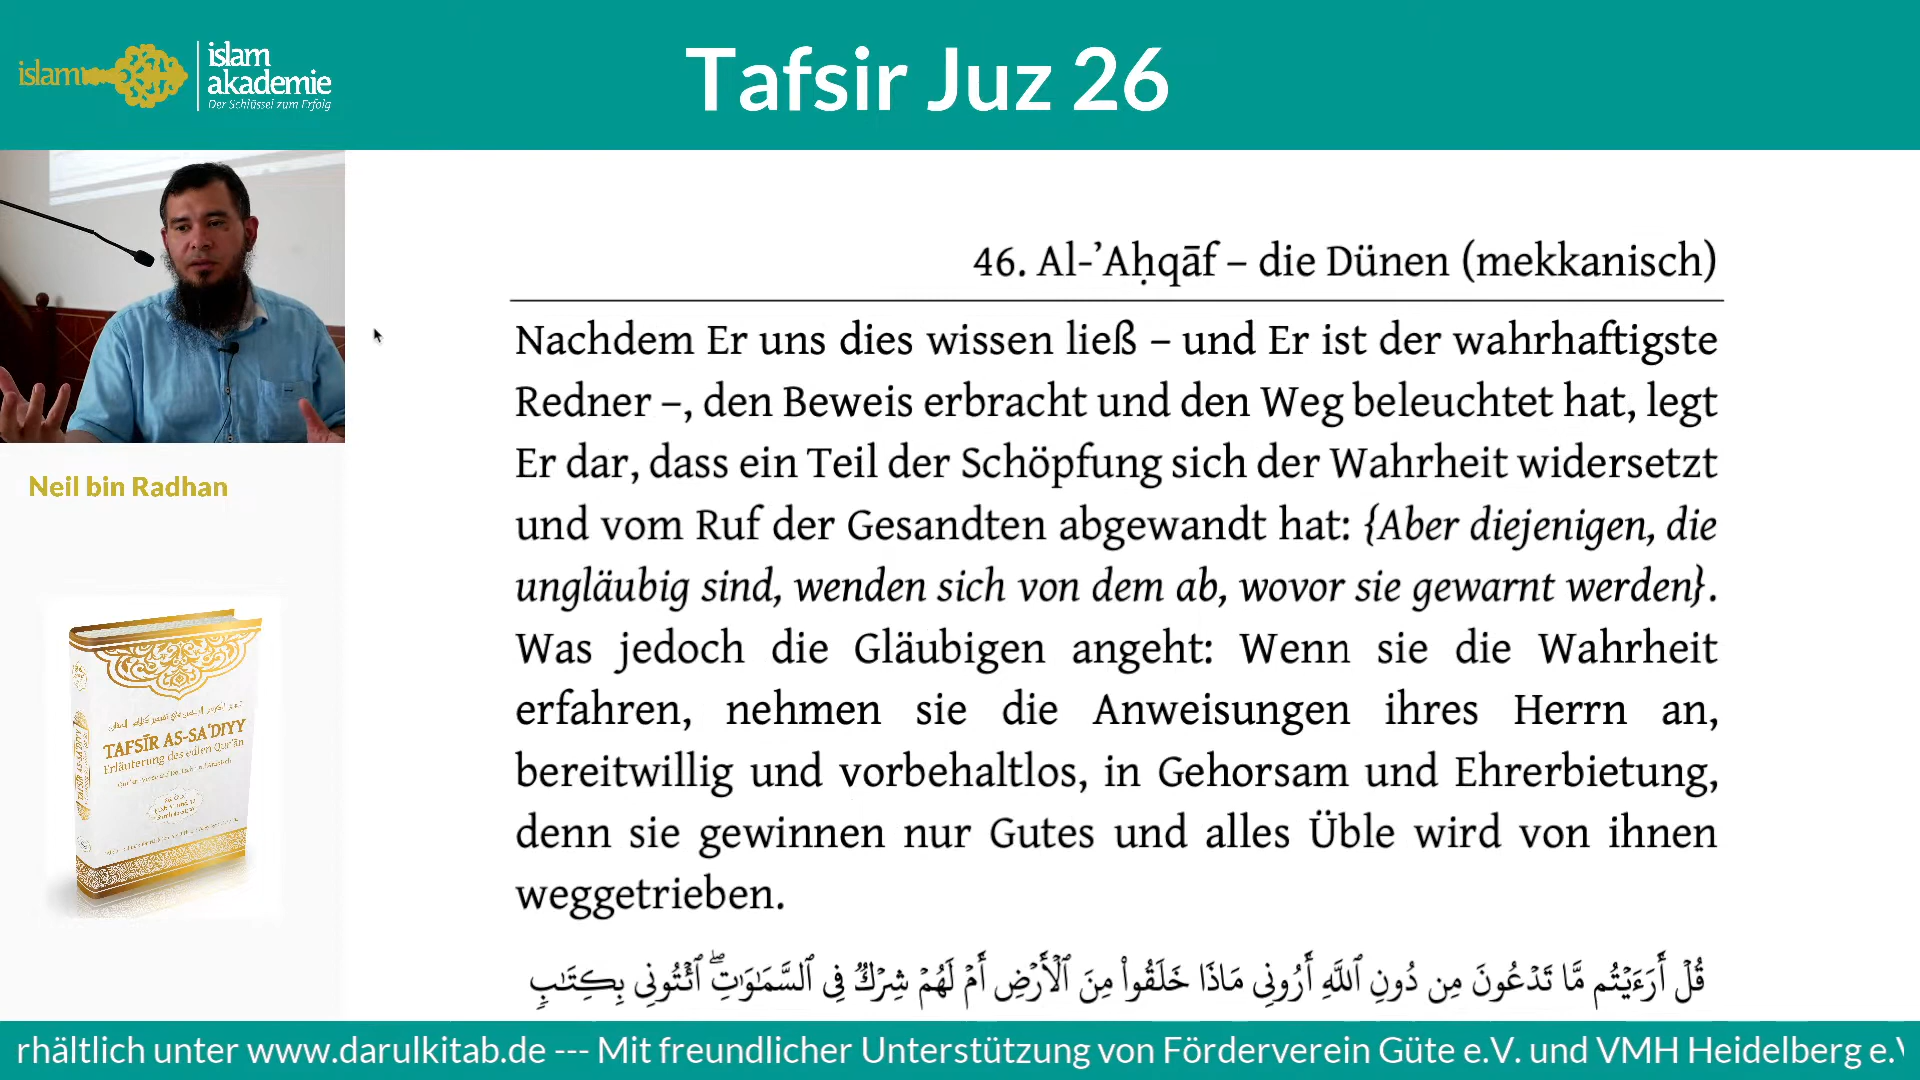 islam
islam
akademie
Der Schlüssel zum Erfolg
Tafsir Juz 26
Neil bin Radhan
TAFSĪR AS-SA'DIYY
Erläuterung des edlen Qur'ān
46. Al-ʾAḥqāf – die Dünen (mekkanisch)
Nachdem Er uns dies wissen ließ – und Er ist der wahrhaftigste
Redner –, den Beweis erbracht und den Weg beleuchtet hat, legt
Er dar, dass ein Teil der Schöpfung sich der Wahrheit widersetzt
und vom Ruf der Gesandten abgewandt hat: {Aber diejenigen, die
ungläubig sind, wenden sich von dem ab, wovor sie gewarnt werden}.
Was jedoch die Gläubigen angeht: Wenn sie die Wahrheit
erfahren, nehmen sie die Anweisungen ihres Herrn an,
bereitwillig und vorbehaltlos, in Gehorsam und Ehrerbietung,
denn sie gewinnen nur Gutes und alles Üble wird von ihnen
weggetrieben.
قُلْ أَرَءَيْتُم مَّا تَدْعُونَ مِن دُونِ ٱللَّهِ أَرُونِى مَاذَا خَلَقُوا۟ مِنَ ٱلْأَرْضِ أَمْ لَهُمْ شِرْكٌ فِى ٱلسَّمَٰوَٰتِ ۖ ٱئْتُونِى بِكِتَٰبٍ
rhältlich unter www.darulkitab.de --- Mit freundlicher Unterstützung von Förderverein Güte e.V. und VMH Heidelberg e.V